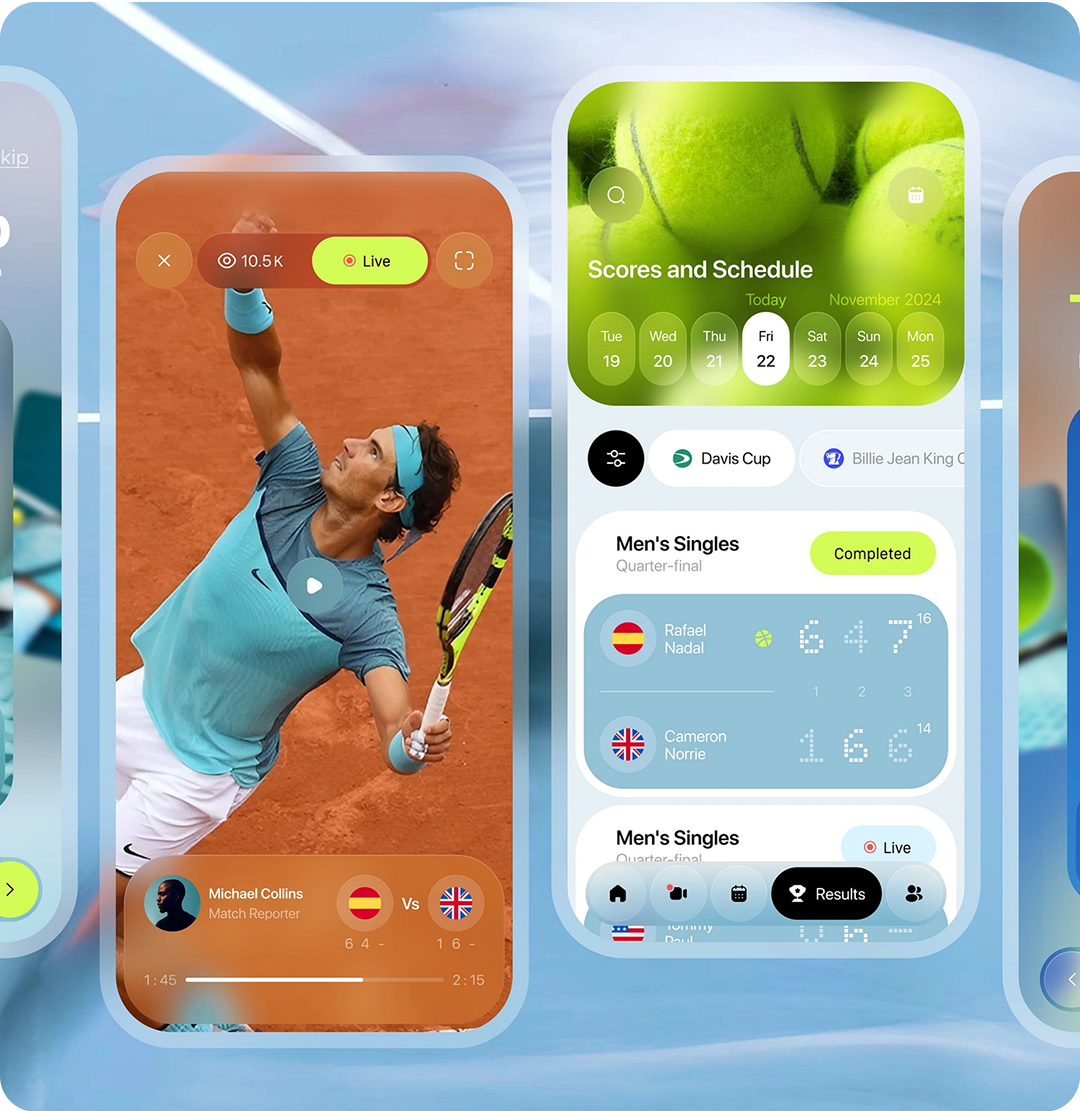 kip
10.5K
Live
Michael Collins
Match Reporter
Vs
6 4 -
1 6 -
1:45
2:15
Scores and Schedule
Today
November 2024
Tue Wed Thu Fri Sat Sun Mon
19 20 21 22 23 24 25
Davis Cup
Billie Jean King C
Men's Singles
Quarter-final
Completed
Rafael
Nadal
6 4 7 16
1 2 3
Cameron
Norrie
1 6 6 14
Men's Singles
Quarter-final
Live
Results
Tommy
Paul